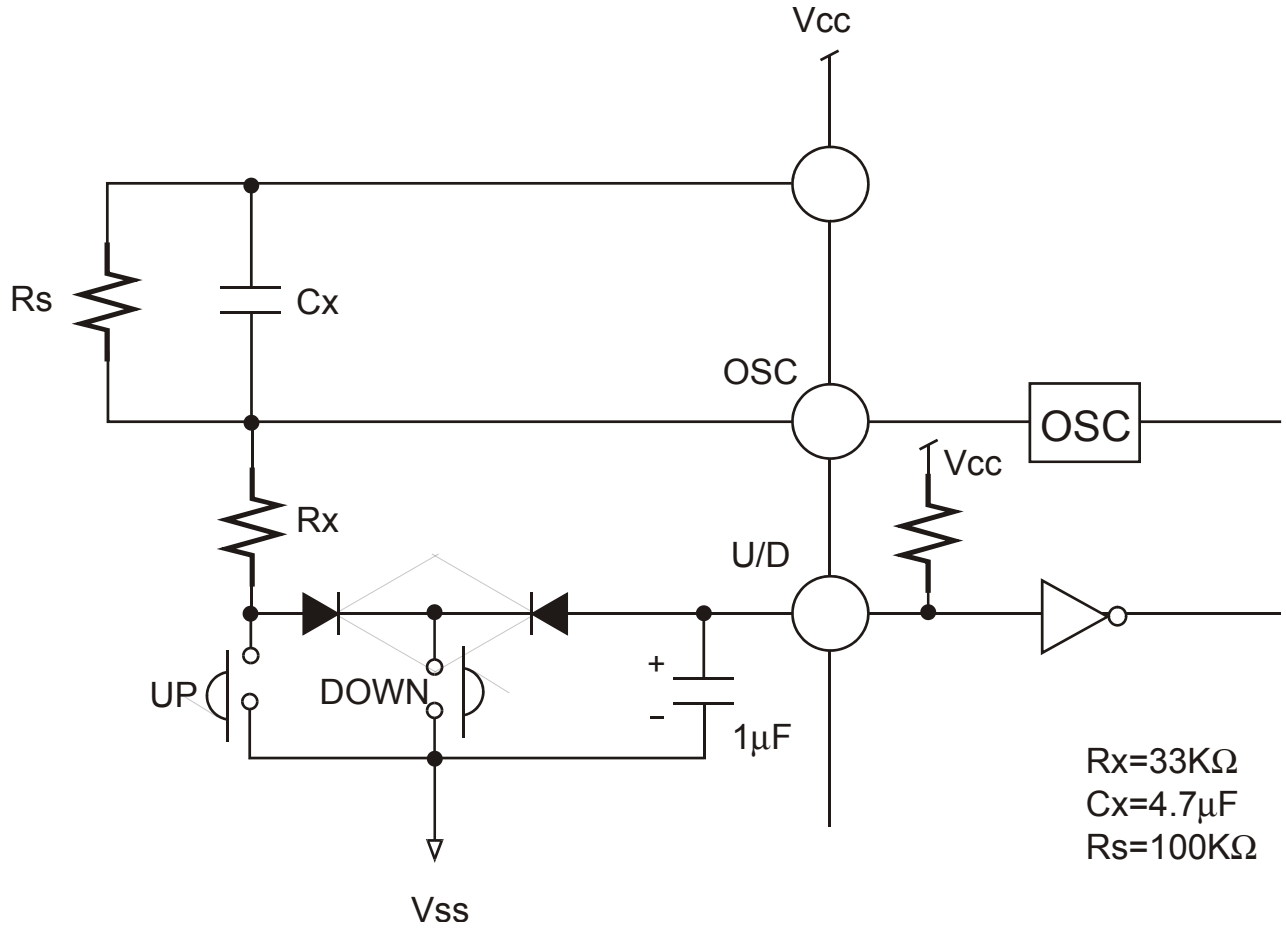 Vcc
Rs
Cx
OSC
OSC
Vcc
Rx
U/D
UP
DOWN
+
−
1μF
Rx=33KΩ
Cx=4.7μF
Rs=100KΩ
Vss